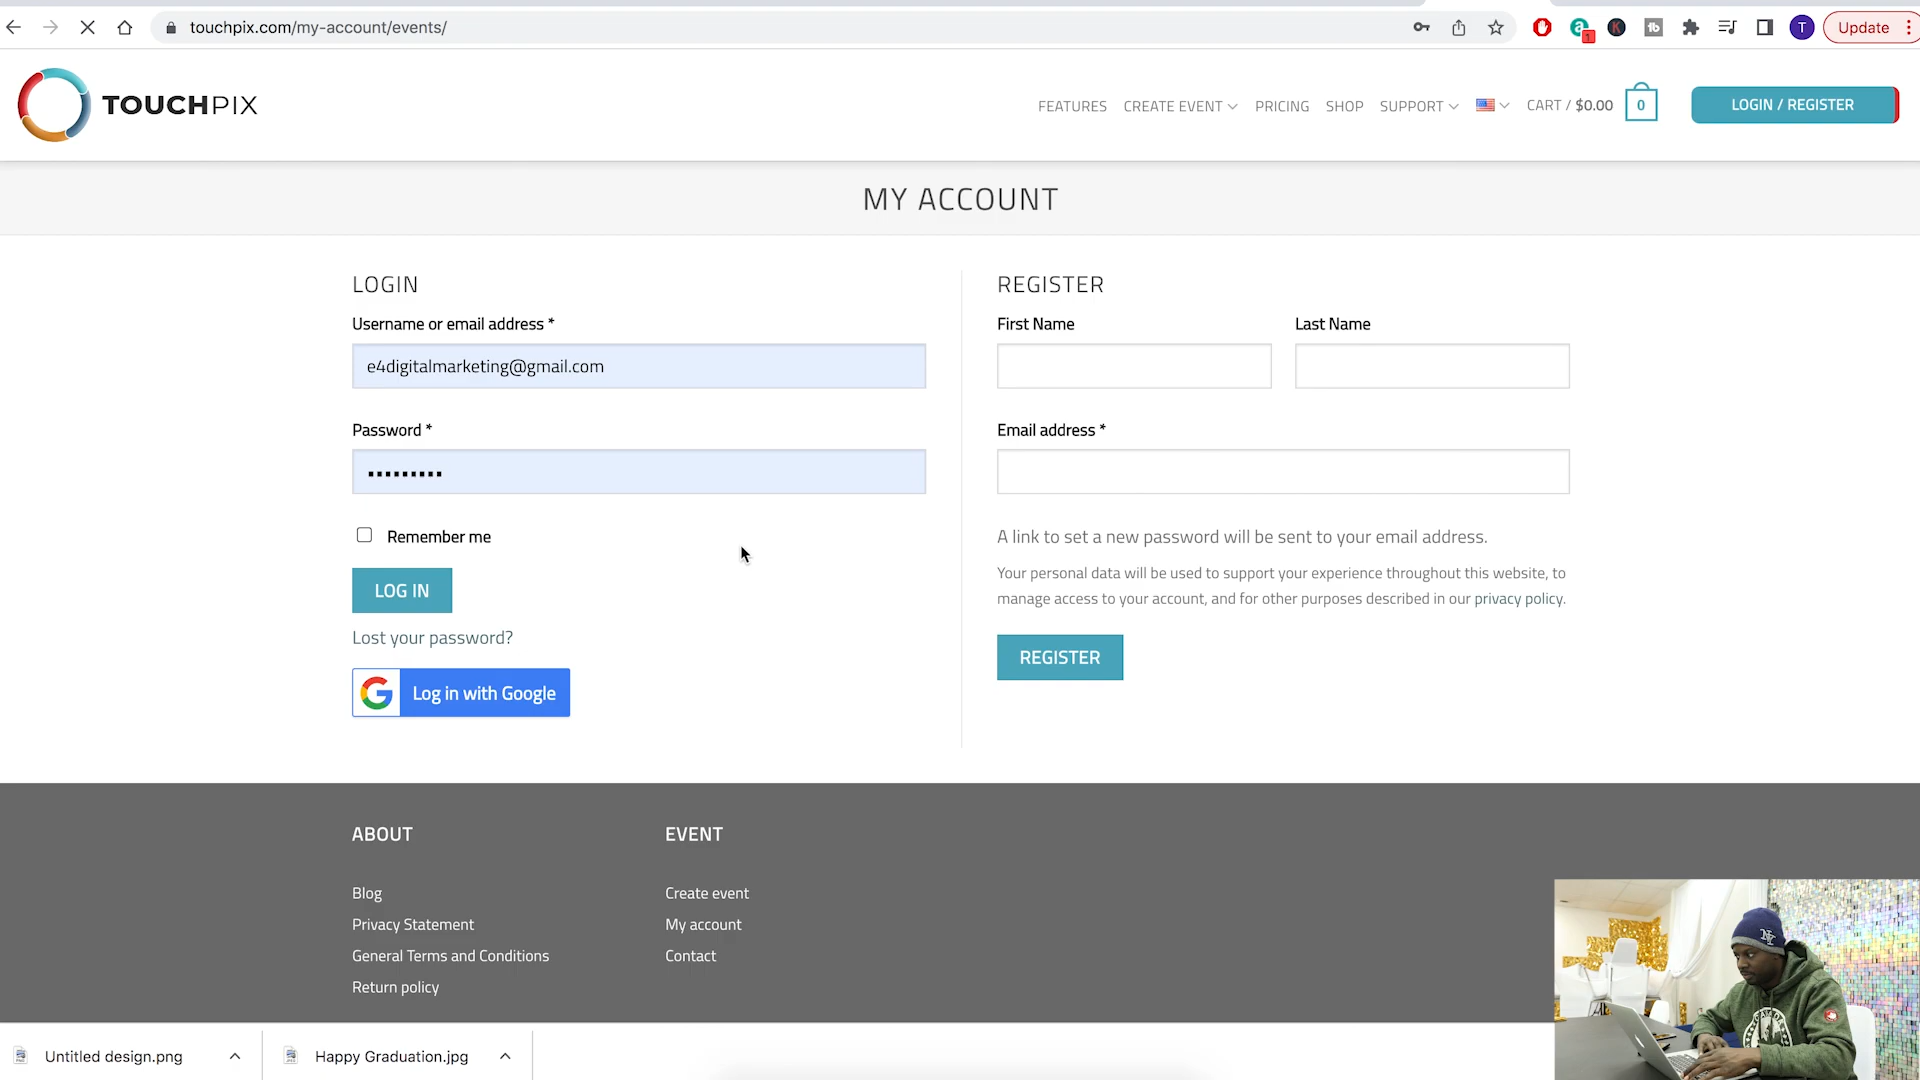 touchpix.com/my-account/events/
1
K
tb
T
Update
TOUCHPIX
FEATURES
CREATE EVENT
PRICING
SHOP
SUPPORT
CART / $0.00
0
LOGIN / REGISTER
MY ACCOUNT
LOGIN
Username or email address *
e4digitalmarketing@gmail.com
Password *
Remember me
LOG IN
Lost your password?
G Log in with Google
REGISTER
First Name
Last Name
Email address *
A link to set a new password will be sent to your email address.
Your personal data will be used to support your experience throughout this website, to
manage access to your account, and for other purposes described in our privacy policy.
REGISTER
ABOUT
Blog
Privacy Statement
General Terms and Conditions
Return policy
EVENT
Create event
My account
Contact
Untitled design.png
Happy Graduation.jpg
NY